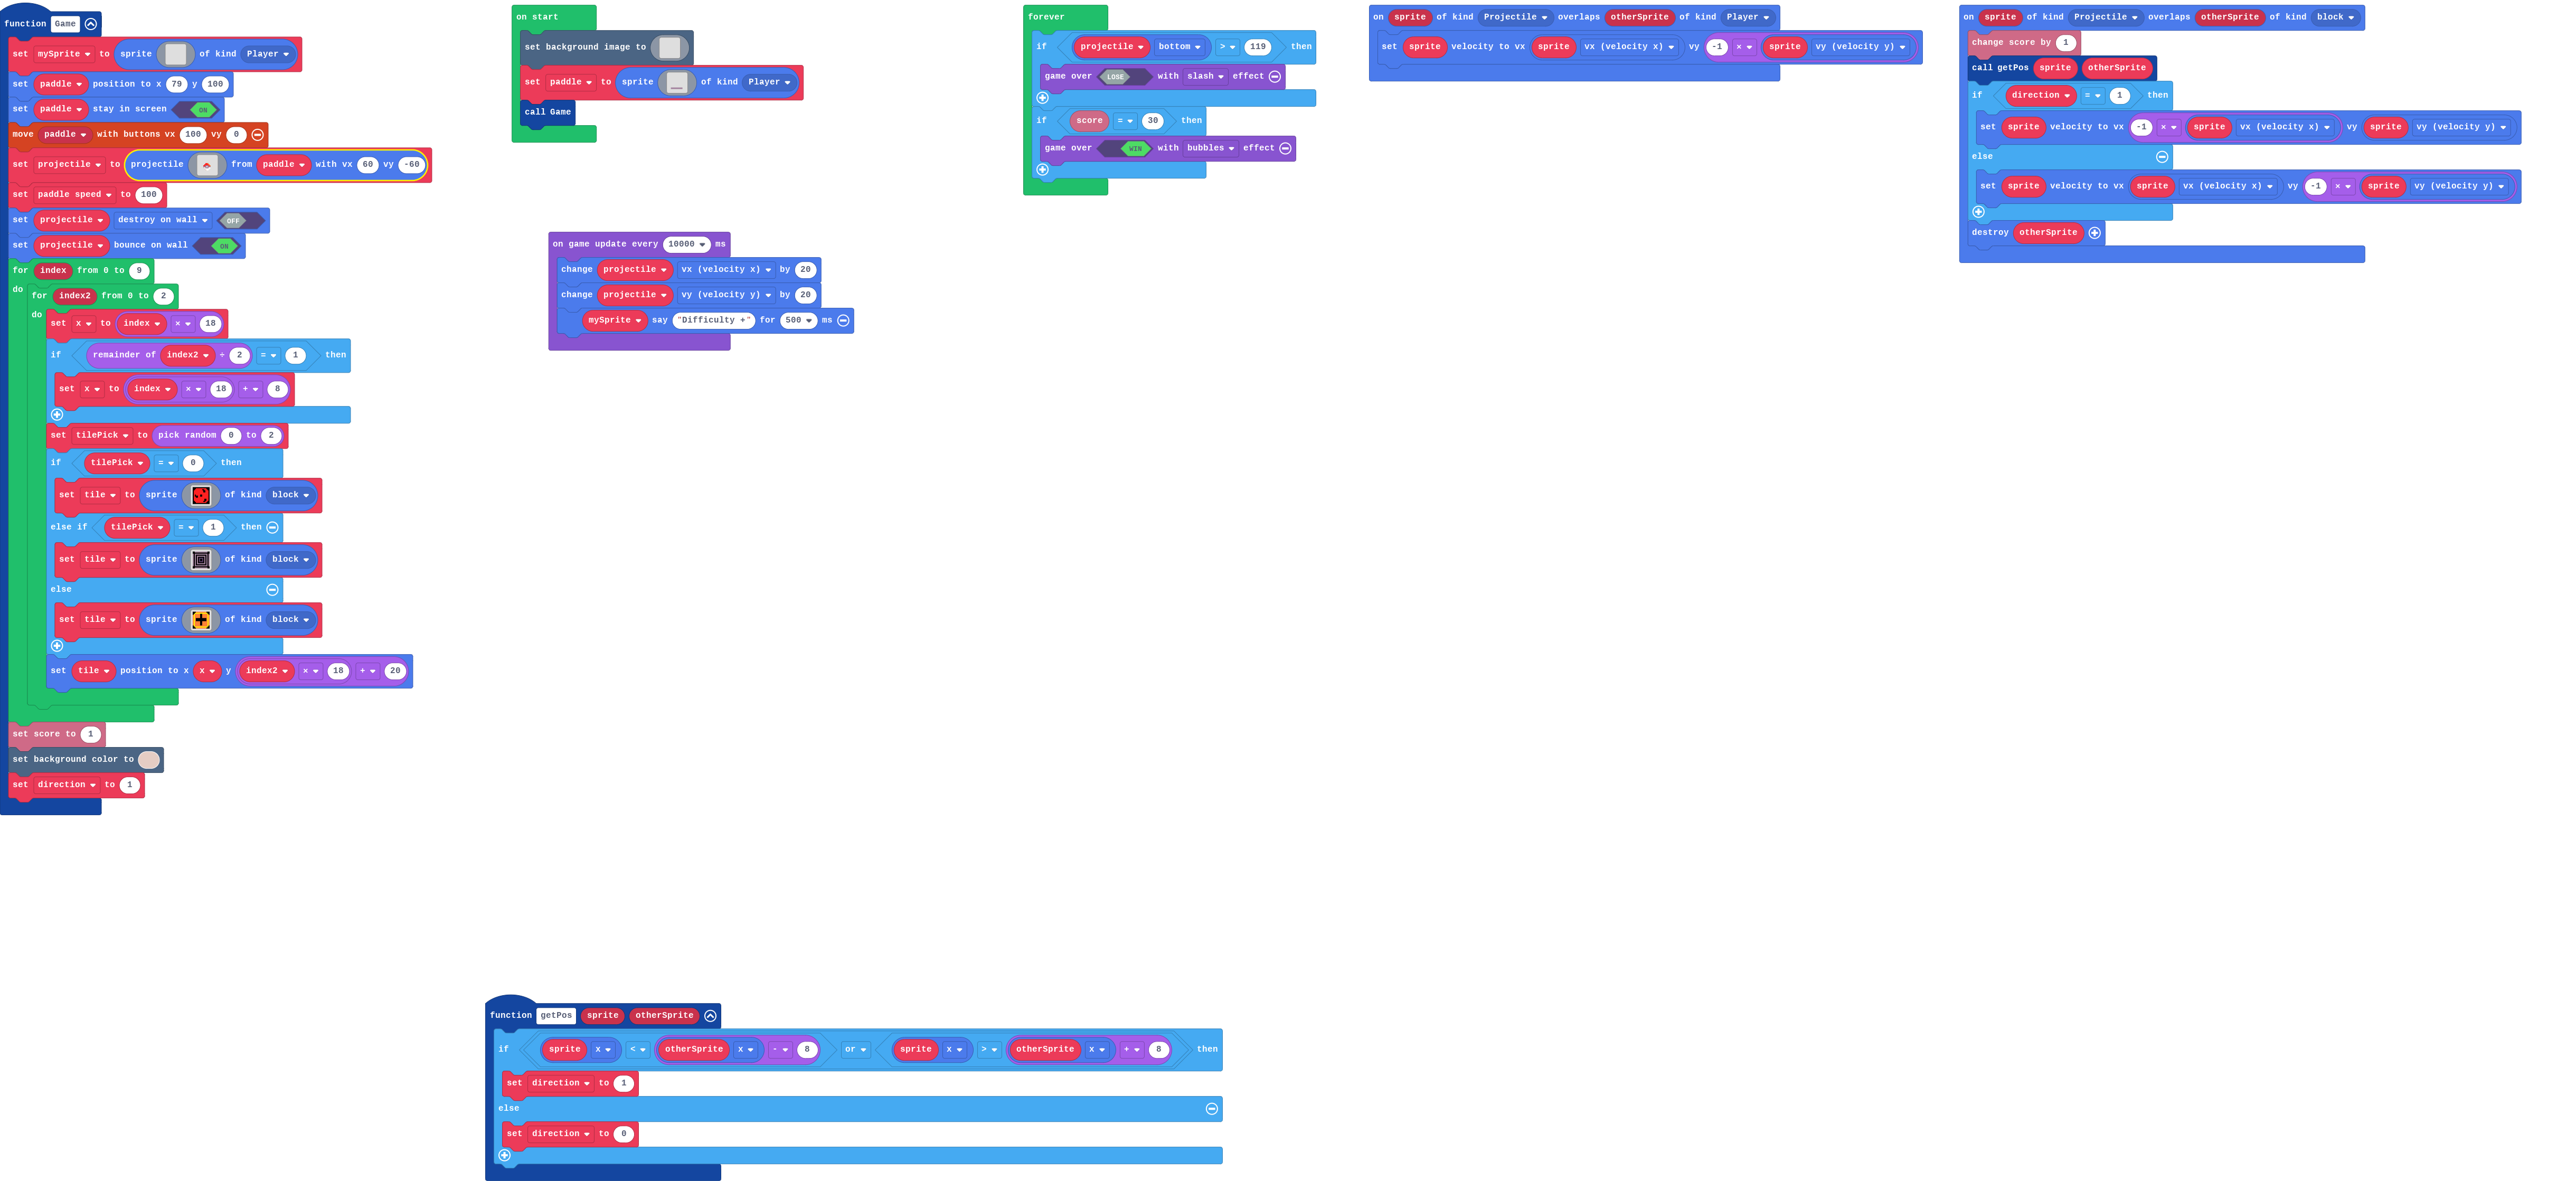 function Game
set mySprite to sprite of kind Player
set paddle position to x 79 y 100
set paddle stay in screen ON
move paddle with buttons vx 100 vy 0
set projectile to projectile from paddle with vx 60 vy -60
set paddle speed to 100
set projectile destroy on wall OFF
set projectile bounce on wall ON
for index from 0 to 9
do for index2 from 0 to 2
do set x to index × 18
if remainder of index2 ÷ 2 = 1 then
set x to index × 18 + 8
set tilePick to pick random 0 to 2
if tilePick = 0 then
set tile to sprite of kind block
else if tilePick = 1 then
set tile to sprite of kind block
else
set tile to sprite of kind block
set tile position to x x y index2 × 18 + 20
set score to 1
set background color to
set direction to 1
on start
set background image to
set paddle to sprite of kind Player
call Game
on game update every 10000 ms
change projectile vx (velocity x) by 20
change projectile vy (velocity y) by 20
mySprite say "Difficulty +" for 500 ms
forever
if projectile bottom > 119 then
game over LOSE with slash effect
if score = 30 then
game over WIN with bubbles effect
on sprite of kind Projectile overlaps otherSprite of kind Player
set sprite velocity to vx sprite vx (velocity x) vy -1 × sprite vy (velocity y)
on sprite of kind Projectile overlaps otherSprite of kind block
change score by 1
call getPos sprite otherSprite
if direction = 1 then
set sprite velocity to vx -1 × sprite vx (velocity x) vy sprite vy (velocity y)
else
set sprite velocity to vx sprite vx (velocity x) vy -1 × sprite vy (velocity y)
destroy otherSprite
function getPos sprite otherSprite
if sprite x < otherSprite x - 8 or sprite x > otherSprite x + 8 then
set direction to 1
else
set direction to 0